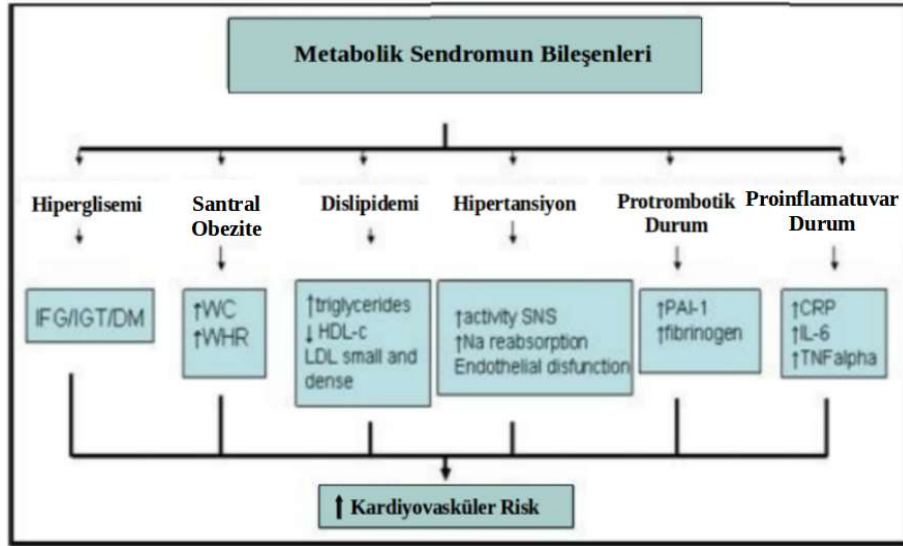 Metabolik Sendromun Bileşenleri
Hiperglisemi
Santral
Obezite
Dislipidemi
Hipertansiyon
Protrombotik
Durum
Proinflamatuvar
Durum
IFG/IGT/DM
↑WC
↑WHR
↑triglycerides
↓HDL-c
LDL small and
dense
↑activity SNS
↑Na reabsorption
Endothelial disfunction
↑PAI-1
↑fibrinogen
↑CRP
↑IL-6
↑TNFalpha
↑ Kardiyovasküler Risk